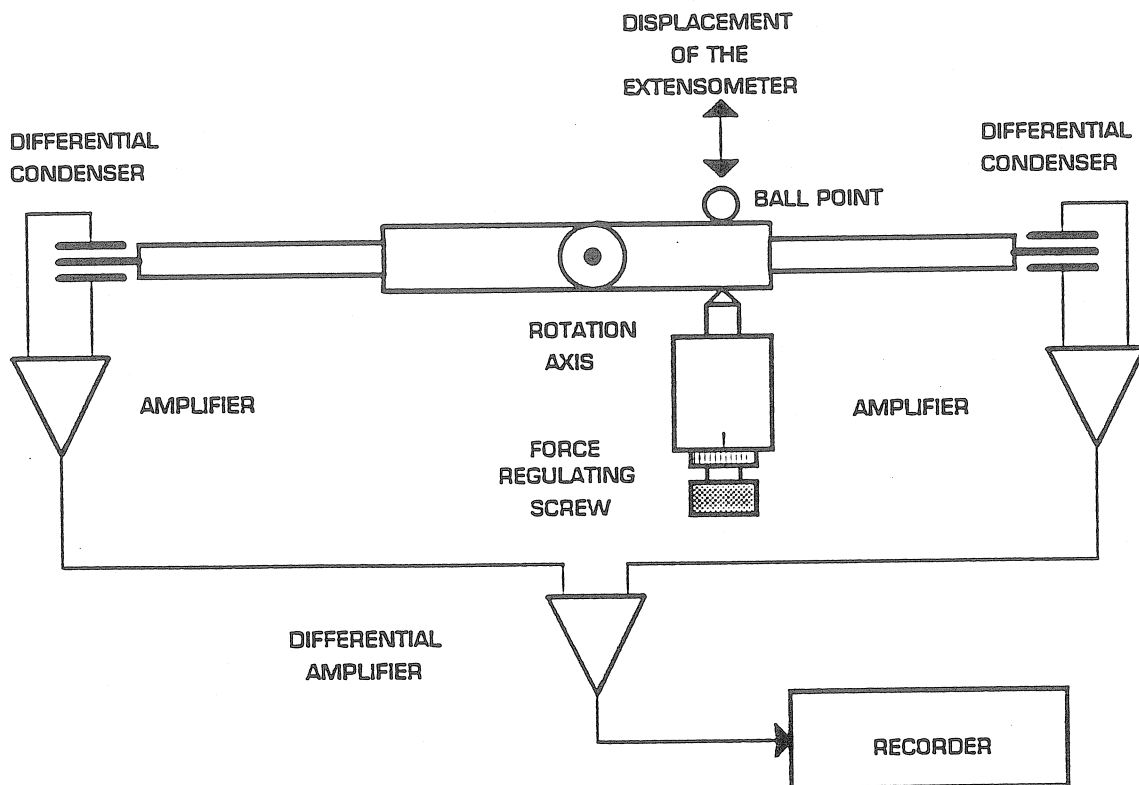 DISPLACEMENT
OF THE
EXTENSOMETER
DIFFERENTIAL
CONDENSER
DIFFERENTIAL
CONDENSER
BALL POINT
ROTATION
AXIS
AMPLIFIER
AMPLIFIER
FORCE
REGULATING
SCREW
DIFFERENTIAL
AMPLIFIER
RECORDER